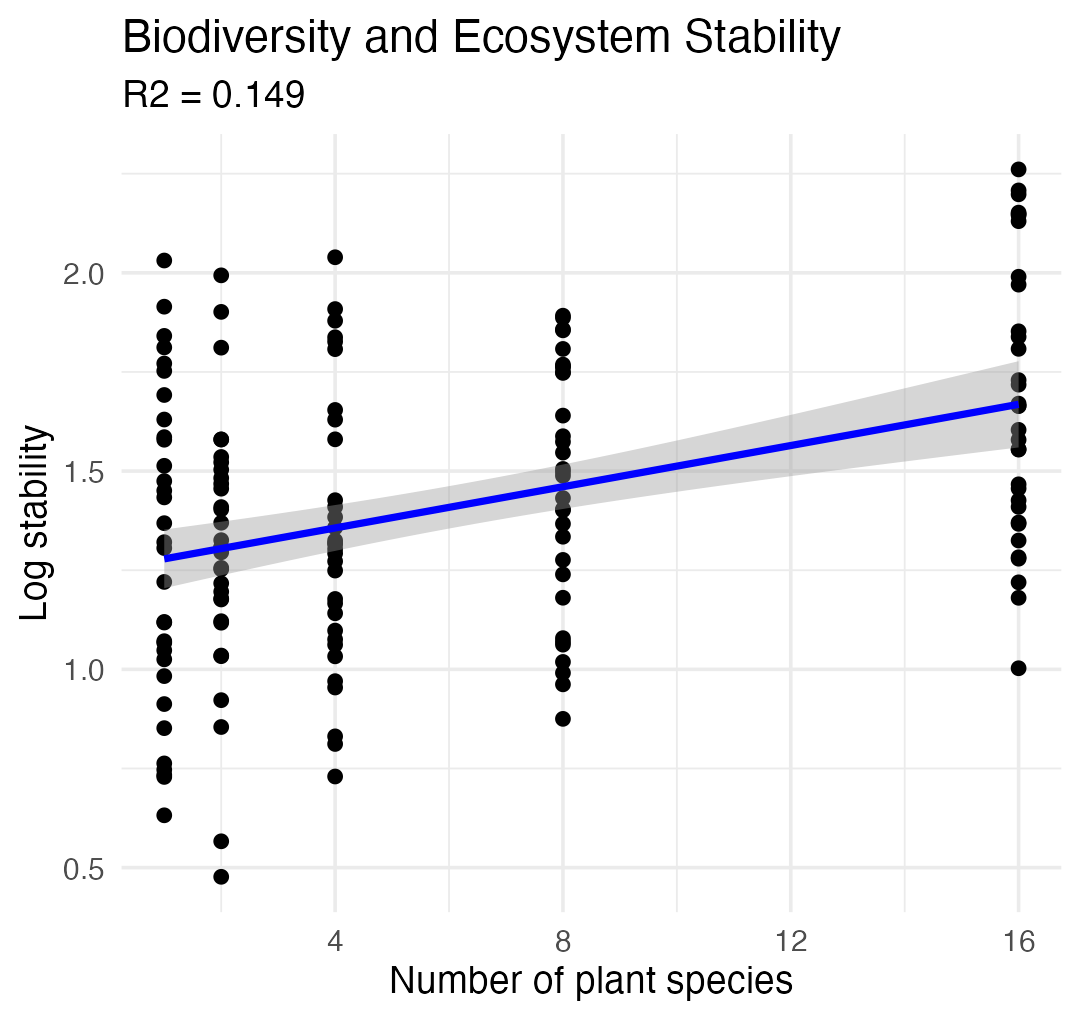 Biodiversity and Ecosystem Stability
R2 = 0.149
Log stability
2.0
1.5
1.0
0.5
4 8 12 16
Number of plant species